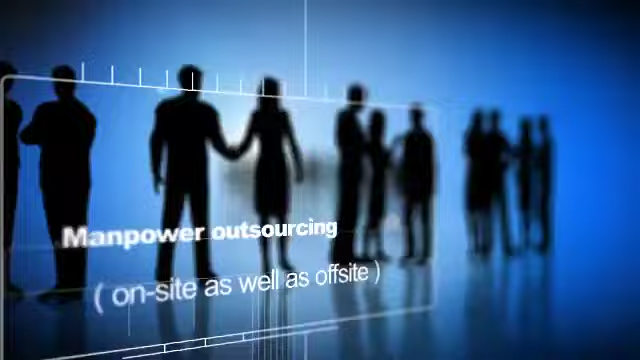 Manpower outsourcing
( on-site as well as offsite )